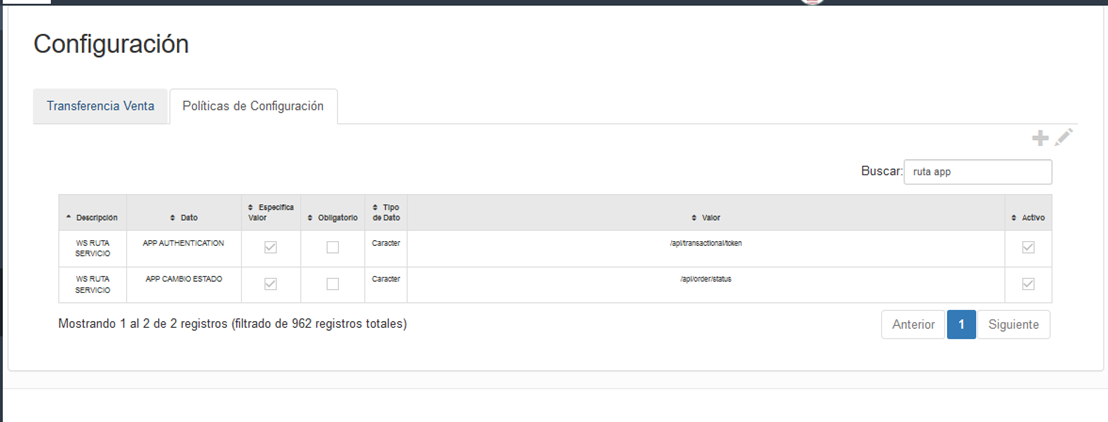 Configuración
Transferencia Venta
Políticas de Configuración
Buscar: ruta app
Descripción Dato Especifica Valor Obligatorio Tipo de Dato Valor Activo
WS RUTA SERVICIO APP AUTHENTICATION Caracter /api/transactional/token
WS RUTA SERVICIO APP CAMBIO ESTADO Caracter /api/order/status
Mostrando 1 al 2 de 2 registros (filtrado de 962 registros totales)
Anterior 1 Siguiente